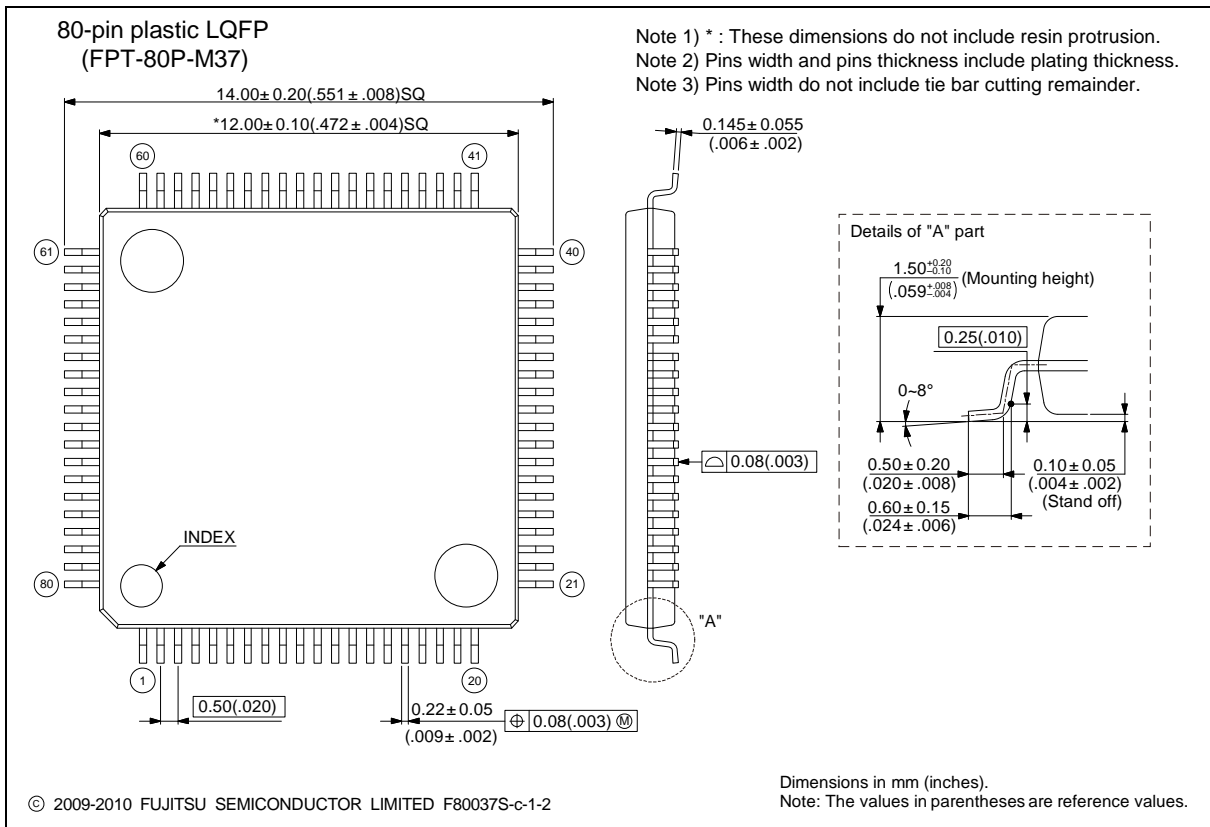 80-pin plastic LQFP
(FPT-80P-M37)
Note 1) * : These dimensions do not include resin protrusion.
Note 2) Pins width and pins thickness include plating thickness.
Note 3) Pins width do not include tie bar cutting remainder.
14.00±0.20(.551±.008)SQ
*12.00±0.10(.472±.004)SQ
60
41
61
40
80
21
1
20
INDEX
0.50(.020)
0.22±0.05
(.009±.002)
⌖ 0.08(.003) Ⓜ
0.145±0.055
(.006±.002)
⌓ 0.08(.003)
"A"
Details of "A" part
1.50 +0.20 –0.10
(.059 +.008 –.004)
(Mounting height)
0.25(.010)
0~8°
0.50±0.20
(.020±.008)
0.60±0.15
(.024±.006)
0.10±0.05
(.004±.002)
(Stand off)
© 2009-2010 FUJITSU SEMICONDUCTOR LIMITED F80037S-c-1-2
Dimensions in mm (inches).
Note: The values in parentheses are reference values.